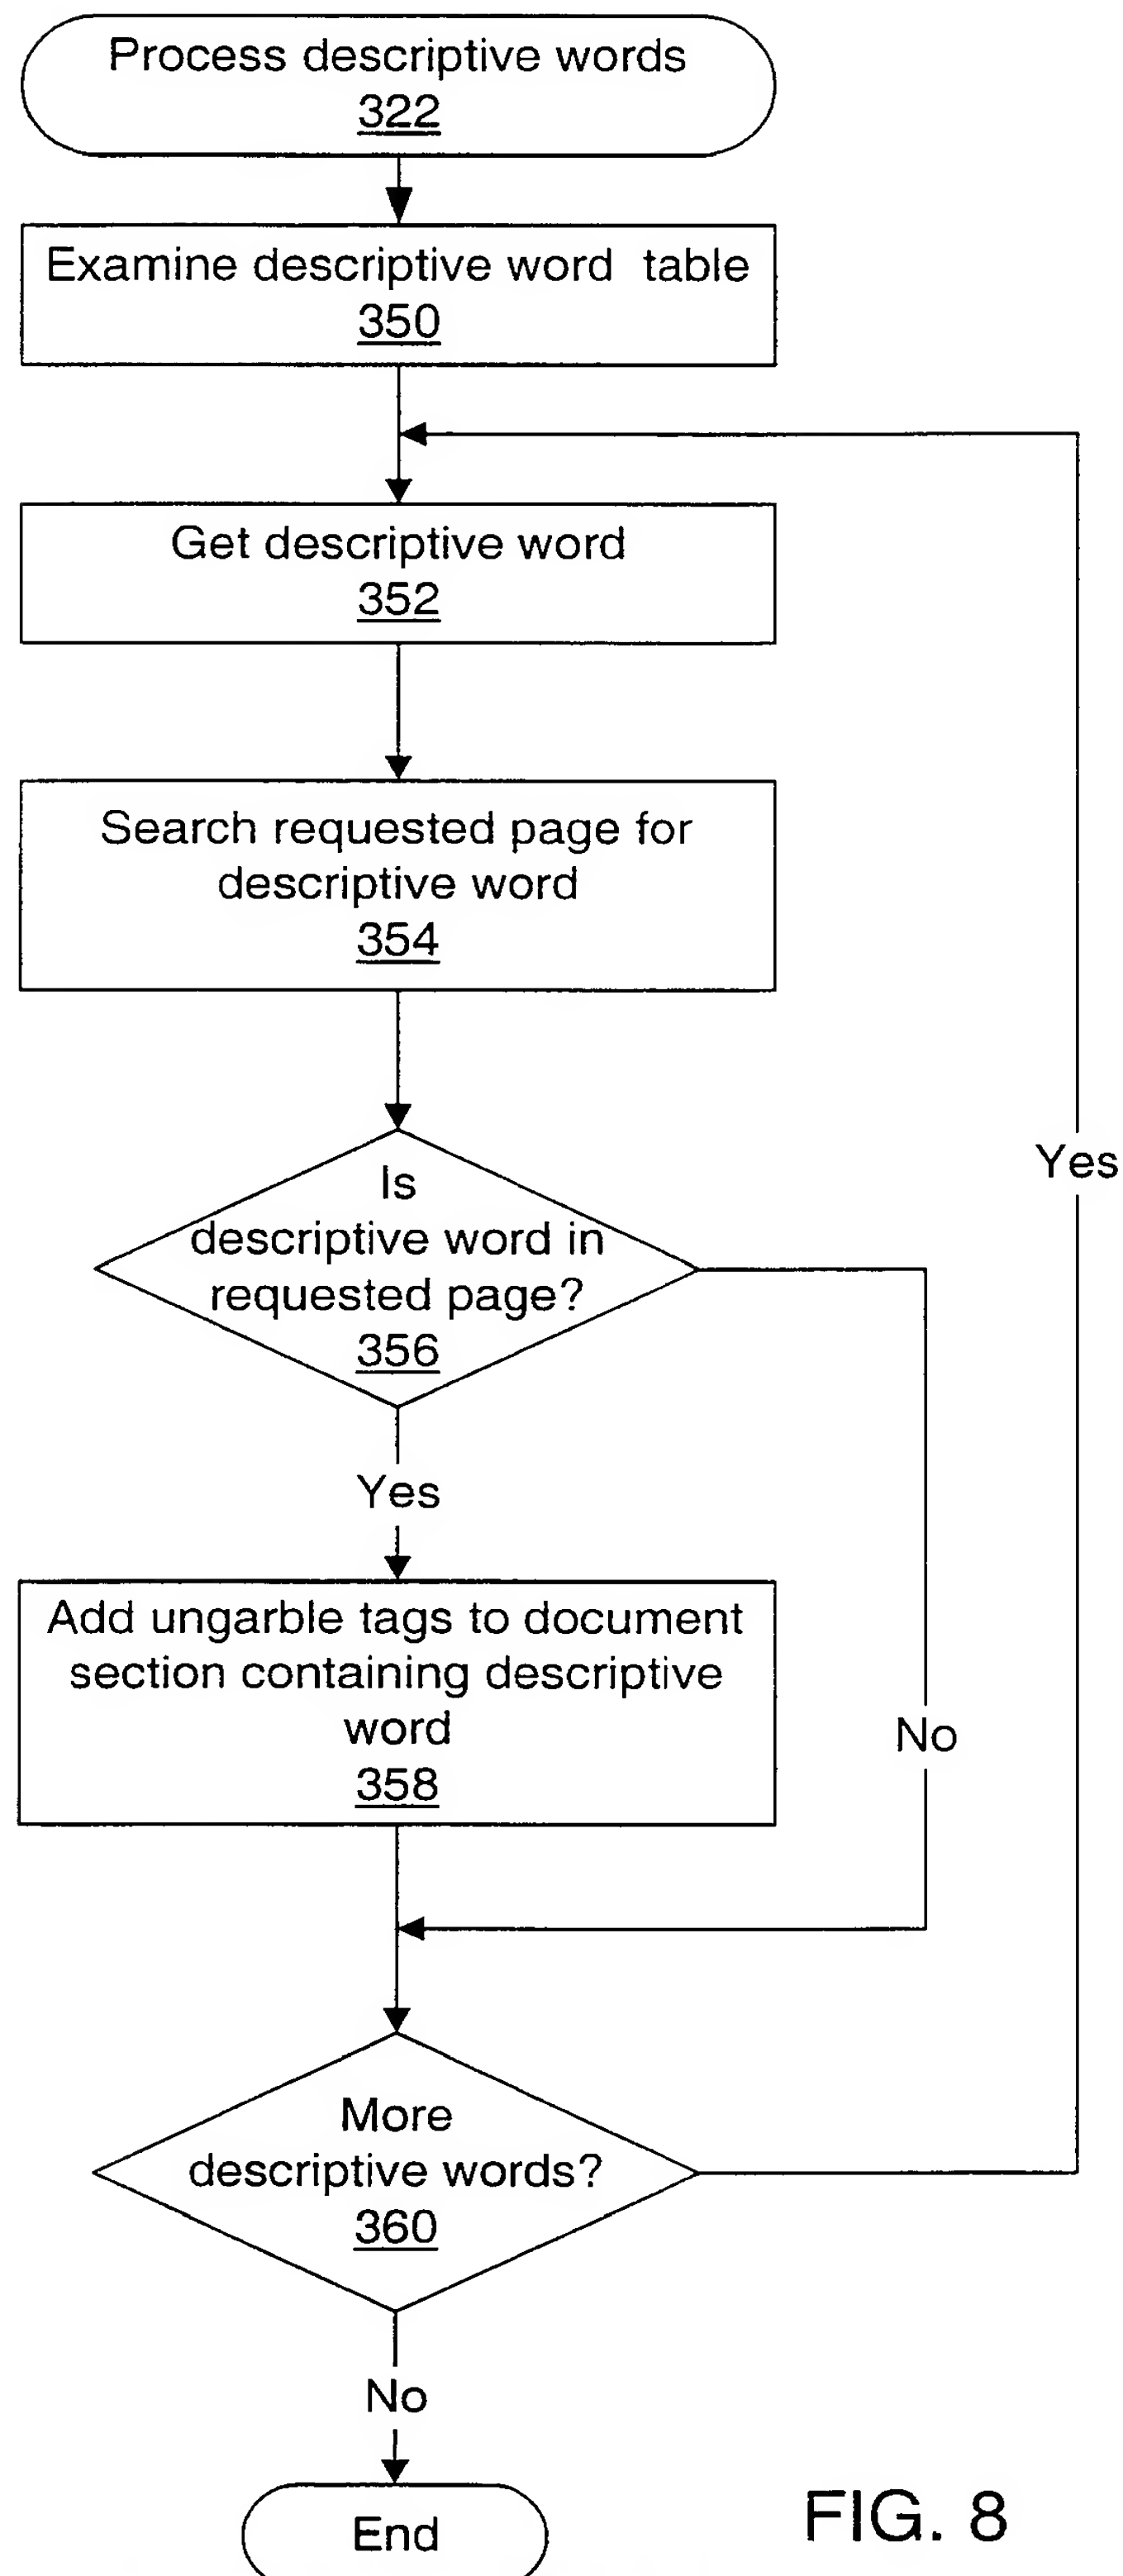 Process descriptive words
322
Examine descriptive word table
350
Get descriptive word
352
Search requested page for
descriptive word
354
Is
descriptive word in
requested page?
356
Yes
Yes
Add ungarble tags to document
section containing descriptive
word
358
No
More
descriptive words?
360
No
End
FIG. 8